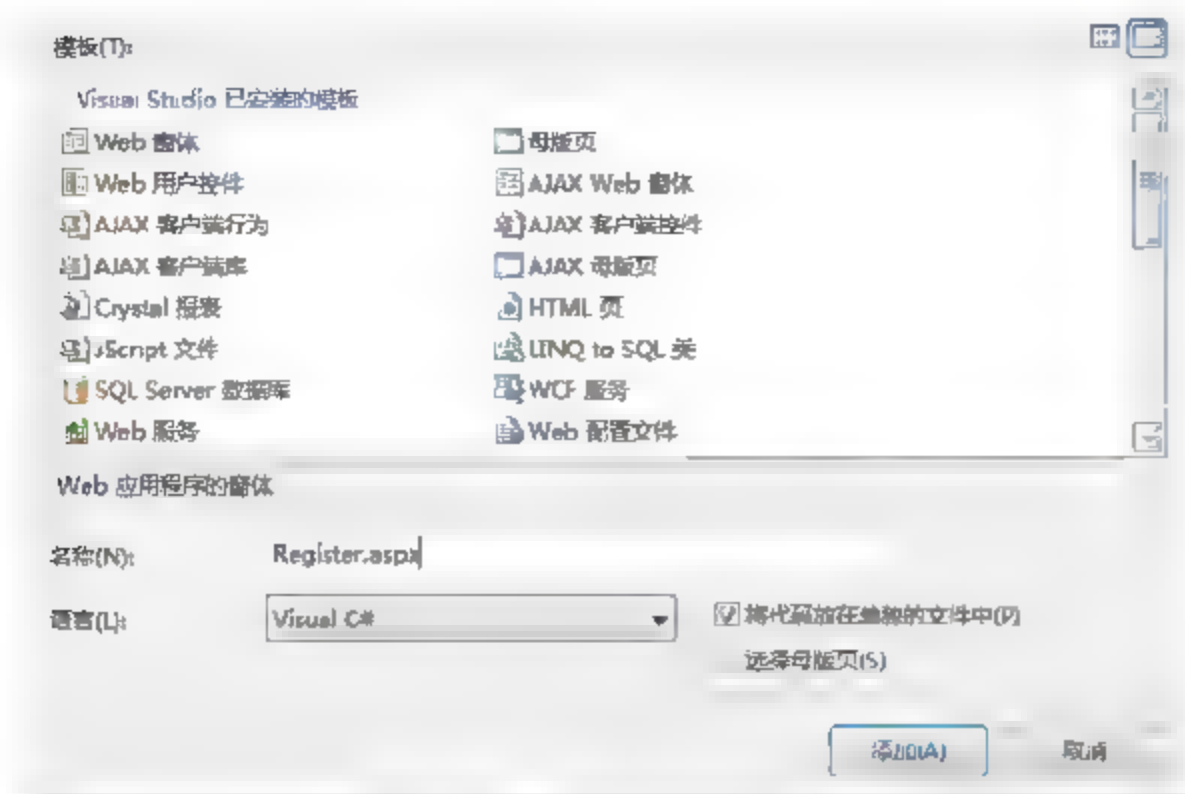 模板(T):
Visual Studio 已安装的模板
Web 窗体 母版页
Web 用户控件 AJAX Web 窗体
AJAX 客户端行为 AJAX 客户端控件
AJAX 客户端库 AJAX 母版页
Crystal 报表 HTML 页
JScript 文件 LINQ to SQL 类
SQL Server 数据库 WCF 服务
Web 服务 Web 配置文件
Web 应用程序的窗体
名称(N): Register.aspx
语言(L): Visual C# 将代码放在单独的文件中(P)
选择母版页(S)
添加(A) 取消